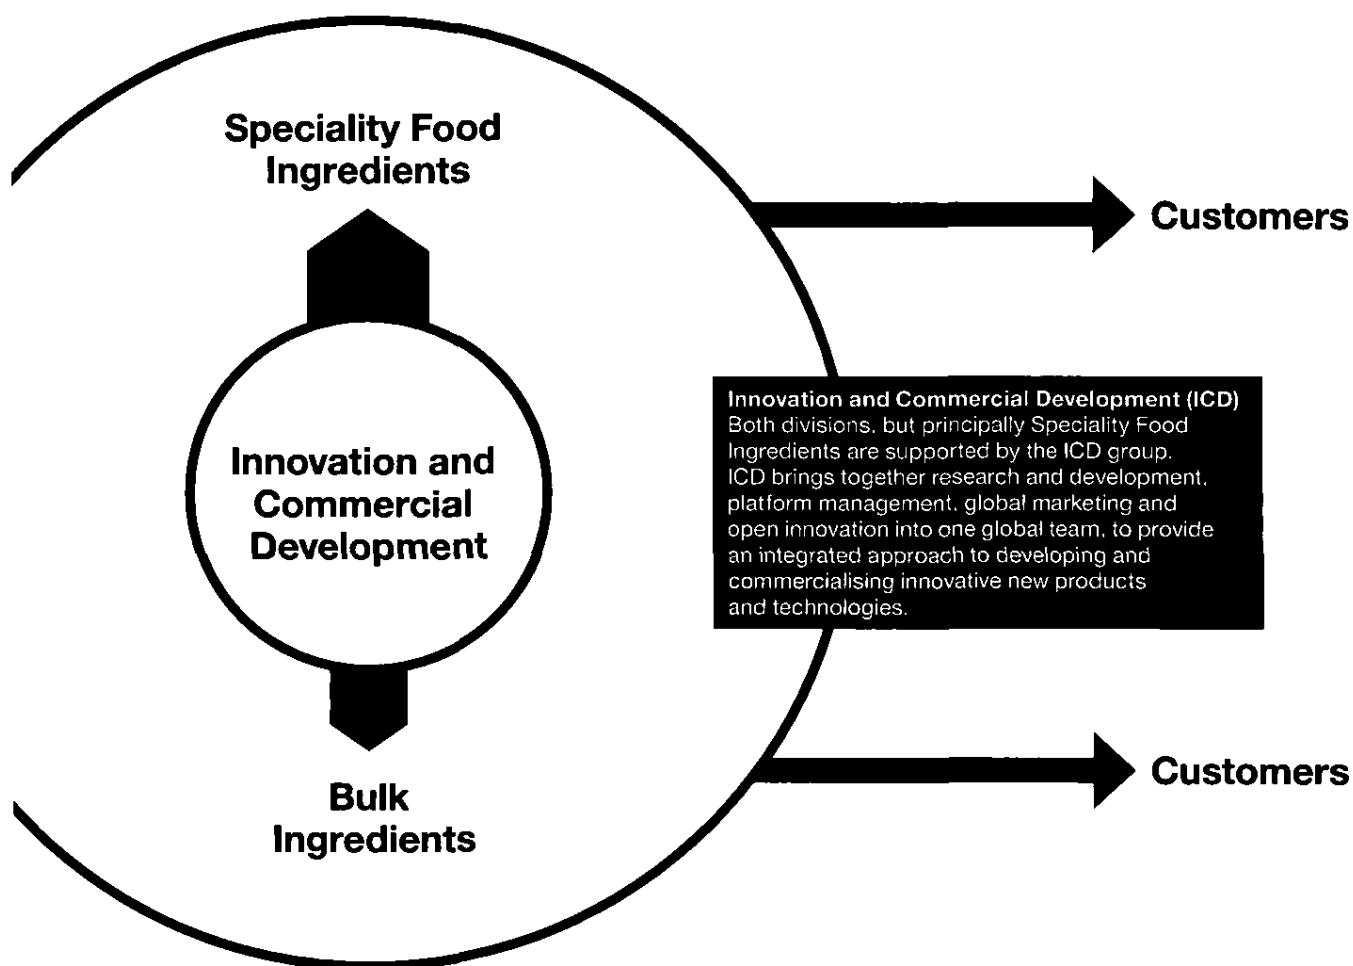 Speciality Food
Ingredients
Customers
Innovation and
Commercial
Development
Innovation and Commercial Development (ICD)
Both divisions, but principally Speciality Food
Ingredients are supported by the ICD group.
ICD brings together research and development,
platform management, global marketing and
open innovation into one global team, to provide
an integrated approach to developing and
commercialising innovative new products
and technologies.
Customers
Bulk
Ingredients